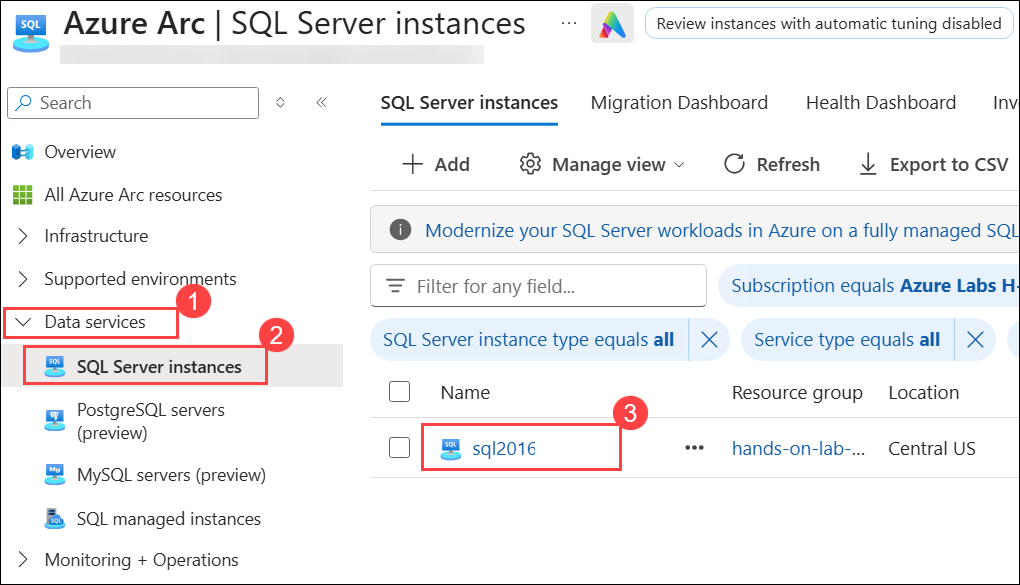 Azure Arc | SQL Server instances
...
Review instances with automatic tuning disabled
Search
Overview
All Azure Arc resources
Infrastructure
Supported environments
1
Data services
2
SQL Server instances
PostgreSQL servers
(preview)
MySQL servers (preview)
SQL managed instances
Monitoring + Operations
SQL Server instances
Migration Dashboard
Health Dashboard
Inv
Add
Manage view
Refresh
Export to CSV
Modernize your SQL Server workloads in Azure on a fully managed SQL
Filter for any field...
Subscription equals Azure Labs H-
SQL Server instance type equals all
Service type equals all
Name
Resource group
Location
3
sql2016
hands-on-lab-...
Central US